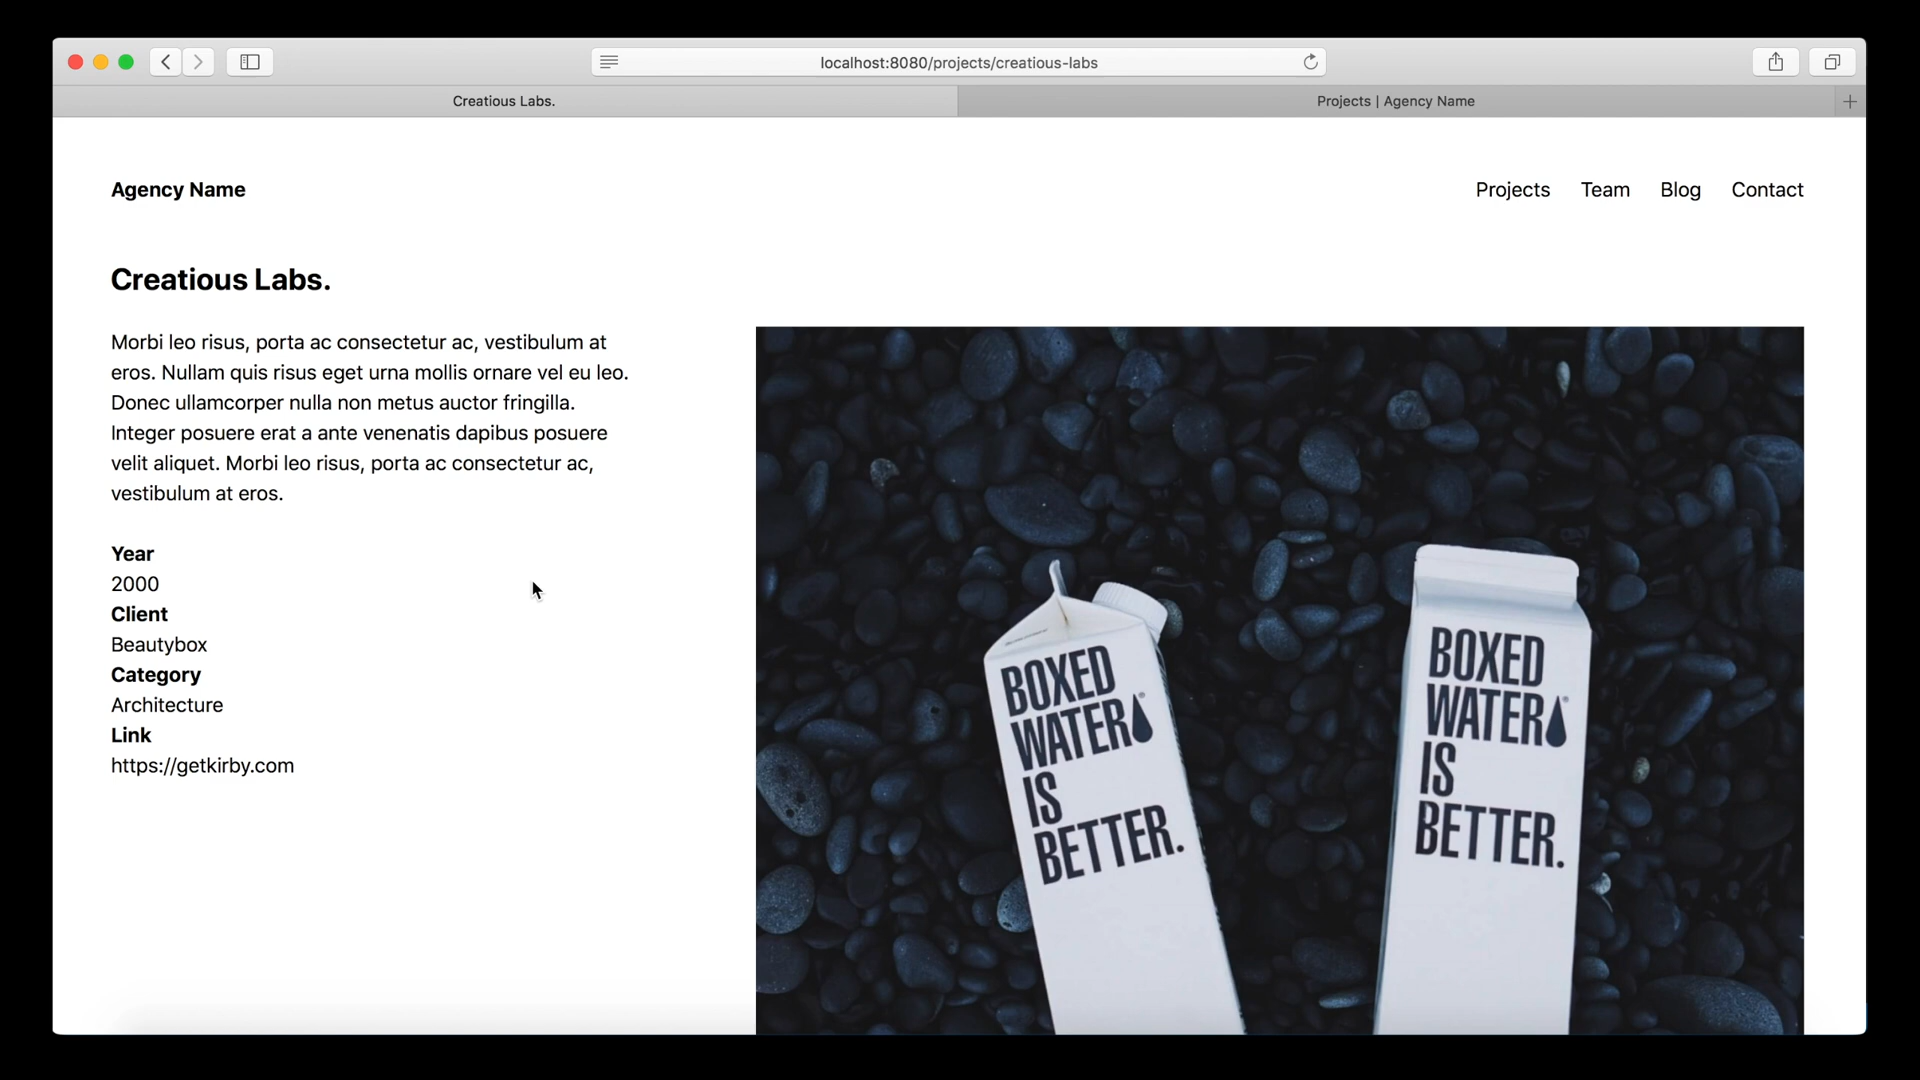 localhost:8080/projects/creatious-labs
Creatious Labs.
Projects | Agency Name
Agency Name
Projects Team Blog Contact
Creatious Labs.
Morbi leo risus, porta ac consectetur ac, vestibulum at
eros. Nullam quis risus eget urna mollis ornare vel eu leo.
Donec ullamcorper nulla non metus auctor fringilla.
Integer posuere erat a ante venenatis dapibus posuere
velit aliquet. Morbi leo risus, porta ac consectetur ac,
vestibulum at eros.
Year
2000
Client
Beautybox
Category
Architecture
Link
https://getkirby.com
BOXED
WATER
IS
BETTER.
BOXED
WATER
IS
BETTER.